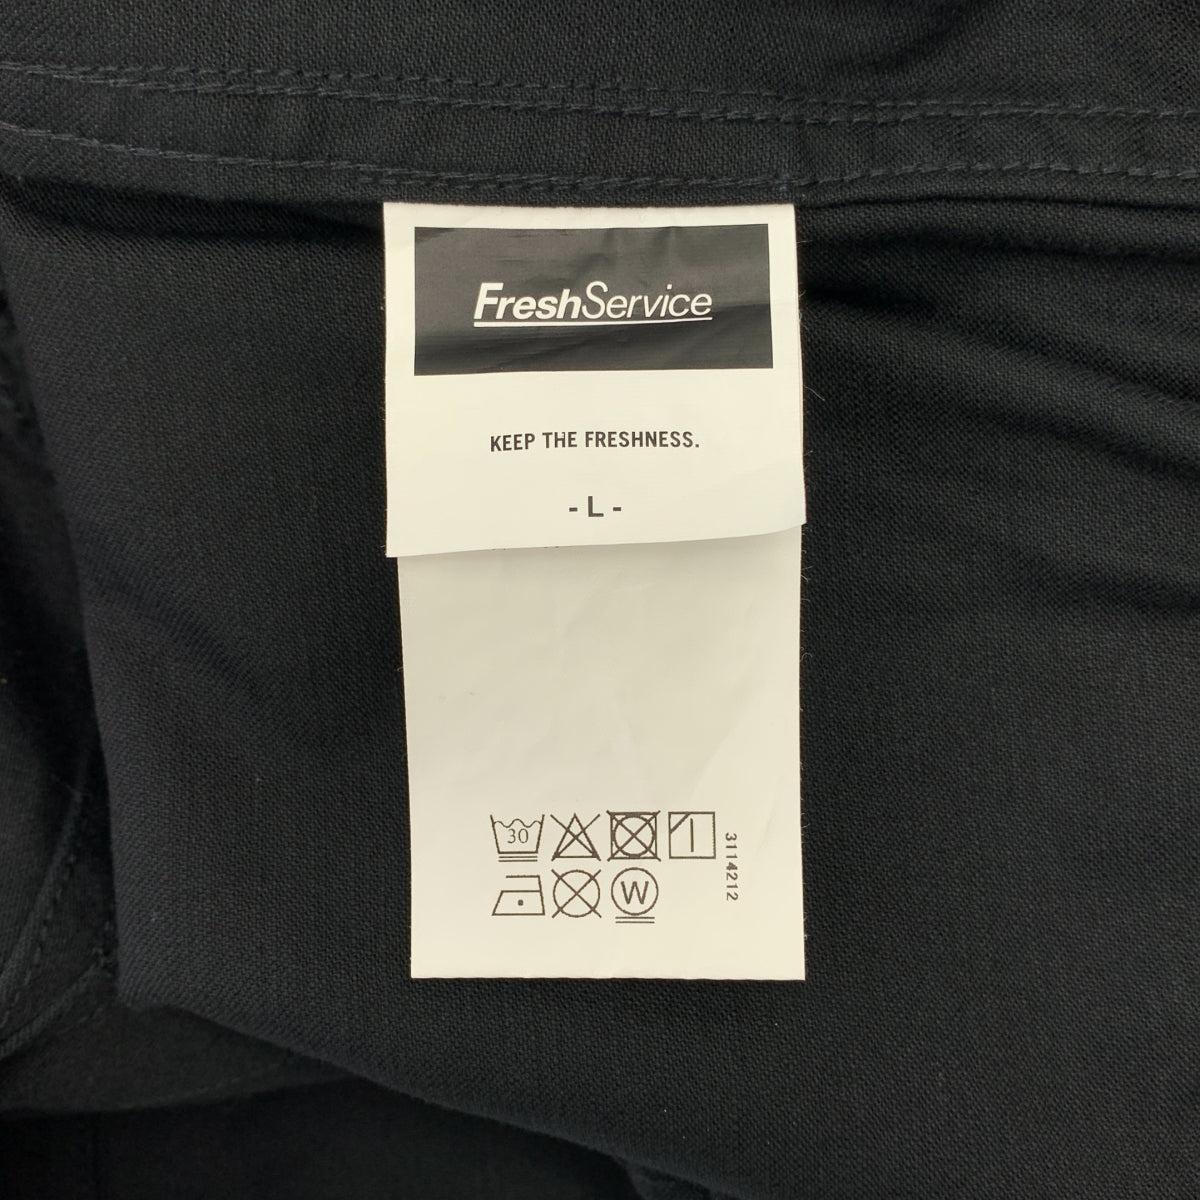 FreshService
KEEP THE FRESHNESS.
- L -
30
W
3114212